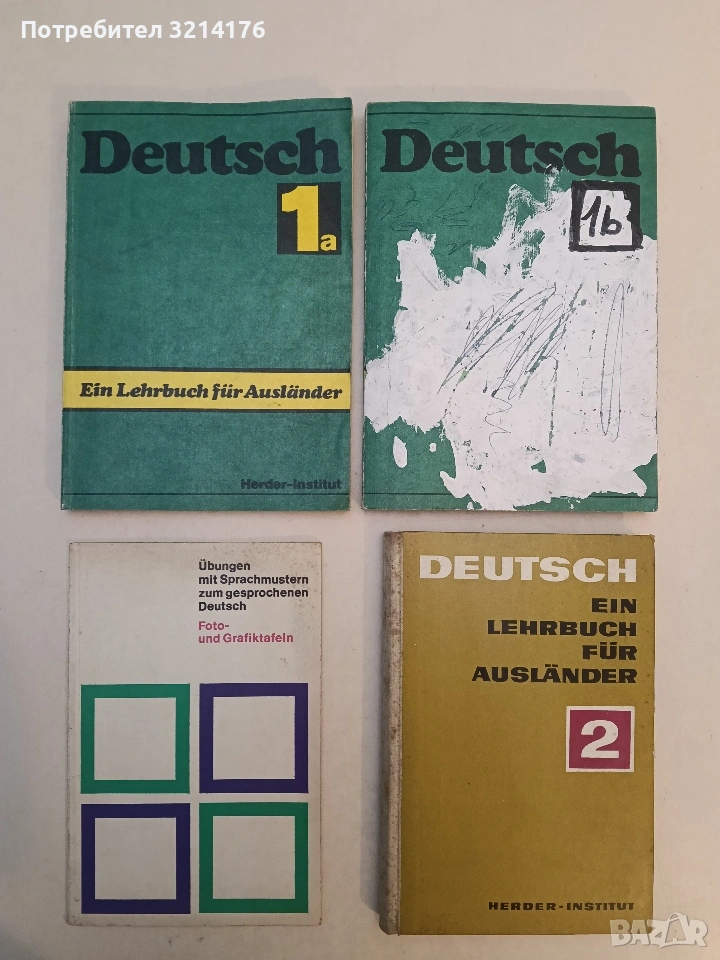 Потребител 3214176
Deutsch
1a
Ein Lehrbuch für Ausländer
Herder-Institut
Deutsch
1b
Übungen
mit Sprachmustern
zum gesprochenen
Deutsch
Foto-
und Grafiktafeln
DEUTSCH
EIN
LEHRBUCH
FÜR
AUSLÄNDER
2
HERDER-INSTITUT
BAZAR